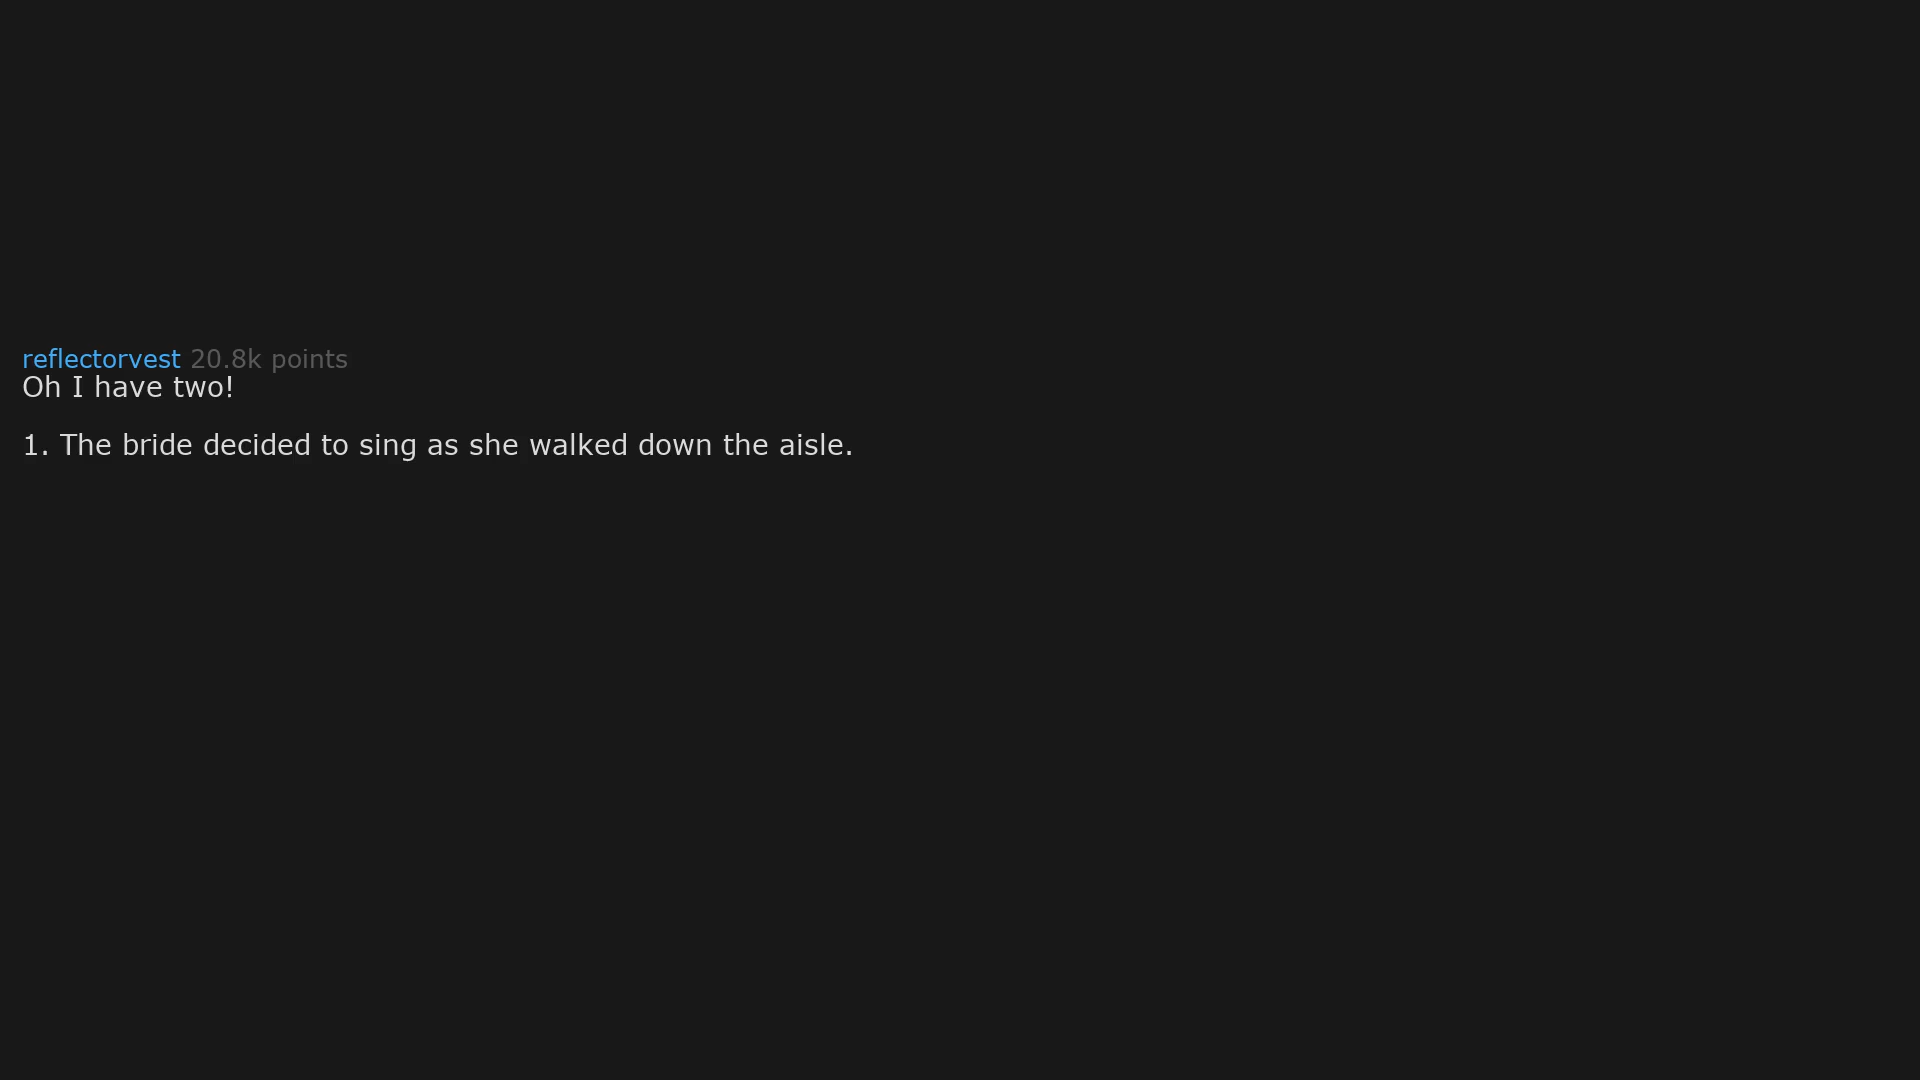 reflectorvest 20.8k points
Oh I have two!
1. The bride decided to sing as she walked down the aisle.